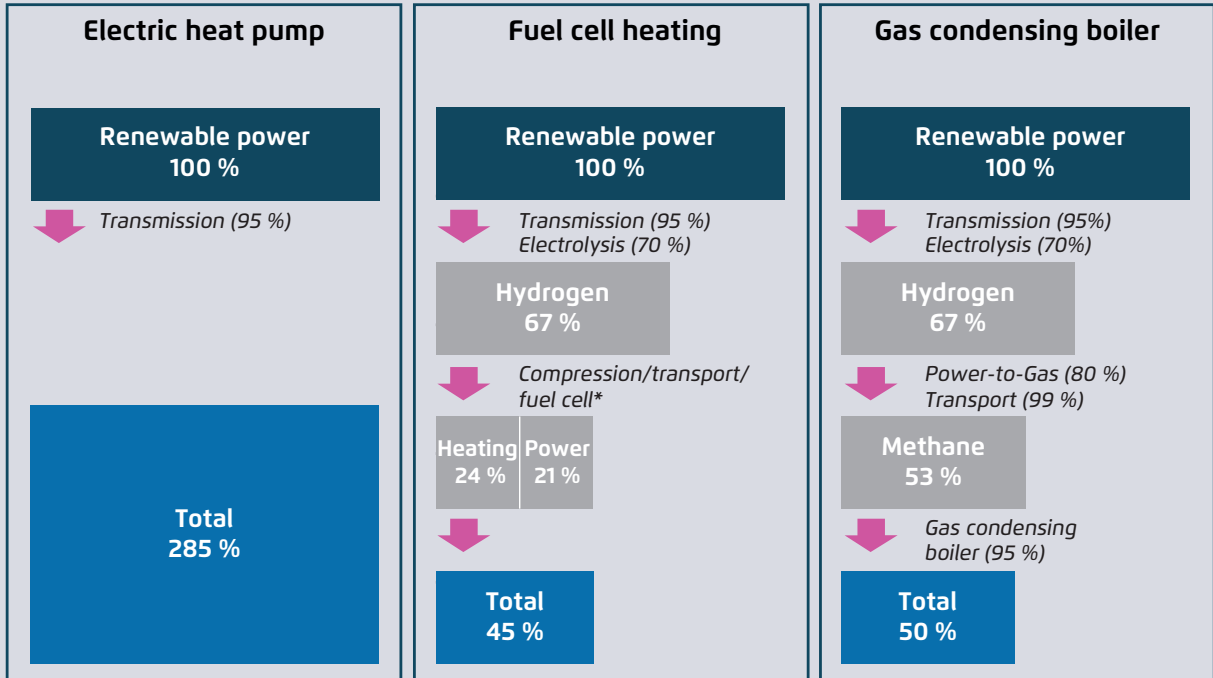 Electric heat pump
Renewable power
100 %
Transmission (95 %)
Total
285 %
Fuel cell heating
Renewable power
100 %
Transmission (95 %)
Electrolysis (70 %)
Hydrogen
67 %
Compression/transport/
fuel cell*
Heating
24 %
Power
21 %
Total
45 %
Gas condensing boiler
Renewable power
100 %
Transmission (95%)
Electrolysis (70%)
Hydrogen
67 %
Power-to-Gas (80 %)
Transport (99 %)
Methane
53 %
Gas condensing
boiler (95 %)
Total
50 %